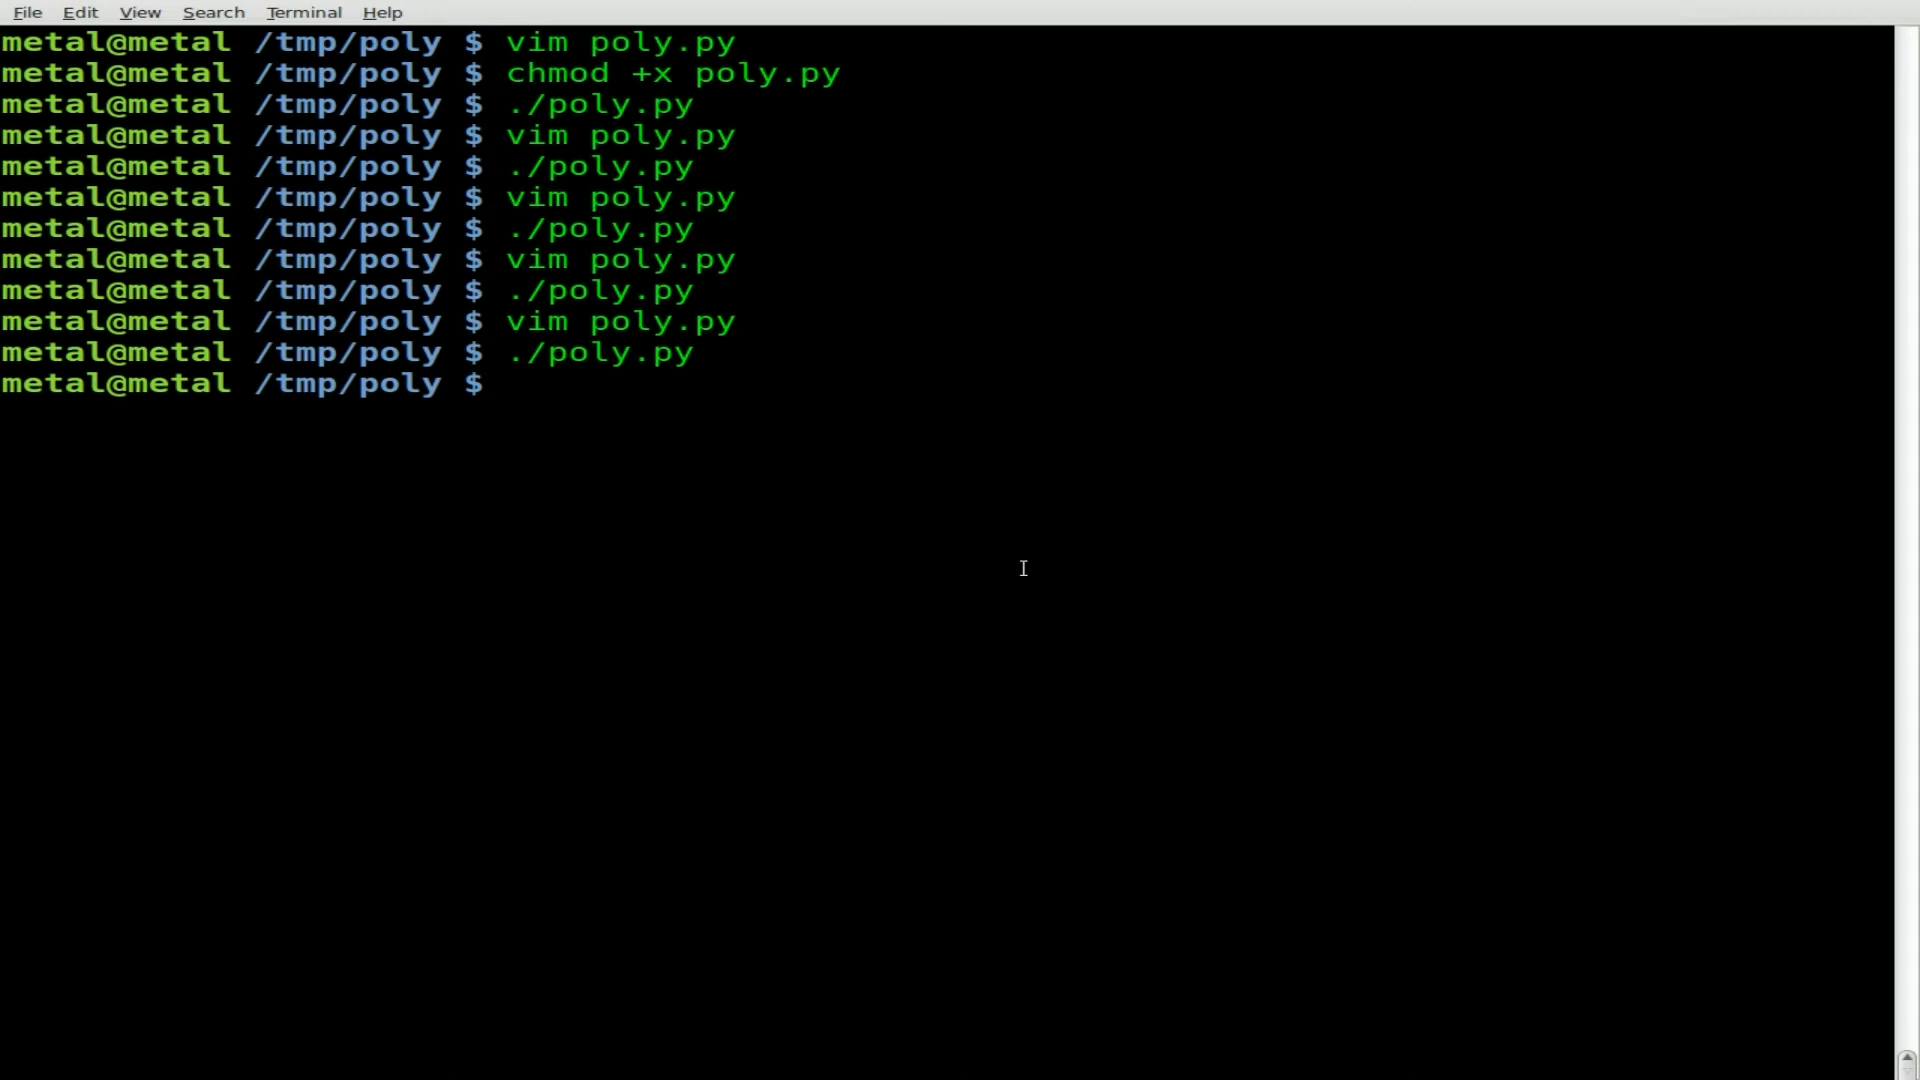 File Edit View Search Terminal Help
metal@metal /tmp/poly $ vim poly.py
metal@metal /tmp/poly $ chmod +x poly.py
metal@metal /tmp/poly $ ./poly.py
metal@metal /tmp/poly $ vim poly.py
metal@metal /tmp/poly $ ./poly.py
metal@metal /tmp/poly $ vim poly.py
metal@metal /tmp/poly $ ./poly.py
metal@metal /tmp/poly $ vim poly.py
metal@metal /tmp/poly $ ./poly.py
metal@metal /tmp/poly $ vim poly.py
metal@metal /tmp/poly $ ./poly.py
metal@metal /tmp/poly $